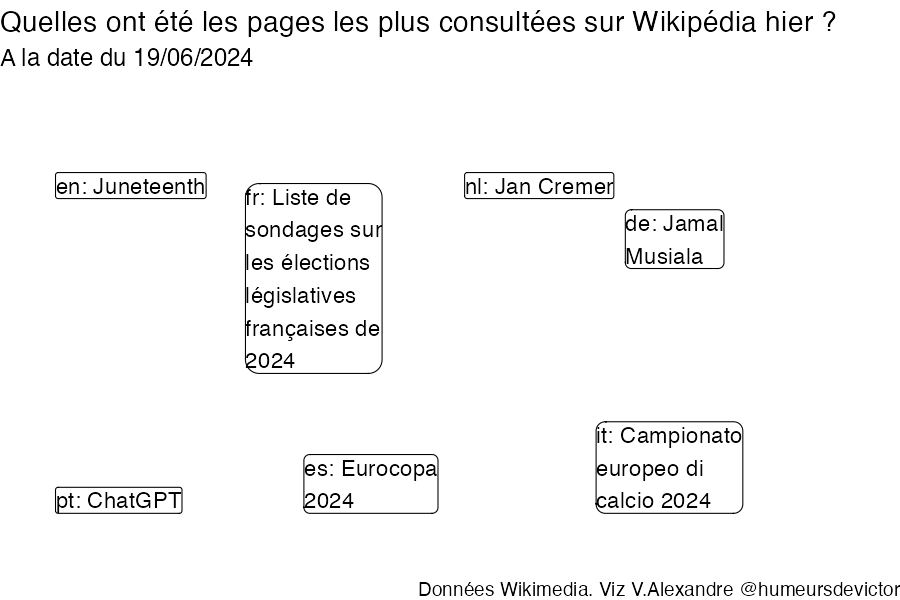 Quelles ont été les pages les plus consultées sur Wikipédia hier ?
A la date du 19/06/2024
en: Juneteenth
fr: Liste de
sondages sur
les élections
législatives
françaises de
2024
nl: Jan Cremer
de: Jamal
Musiala
pt: ChatGPT
es: Eurocopa
2024
it: Campionato
europeo di
calcio 2024
Données Wikimedia. Viz V.Alexandre @humeursdevictor